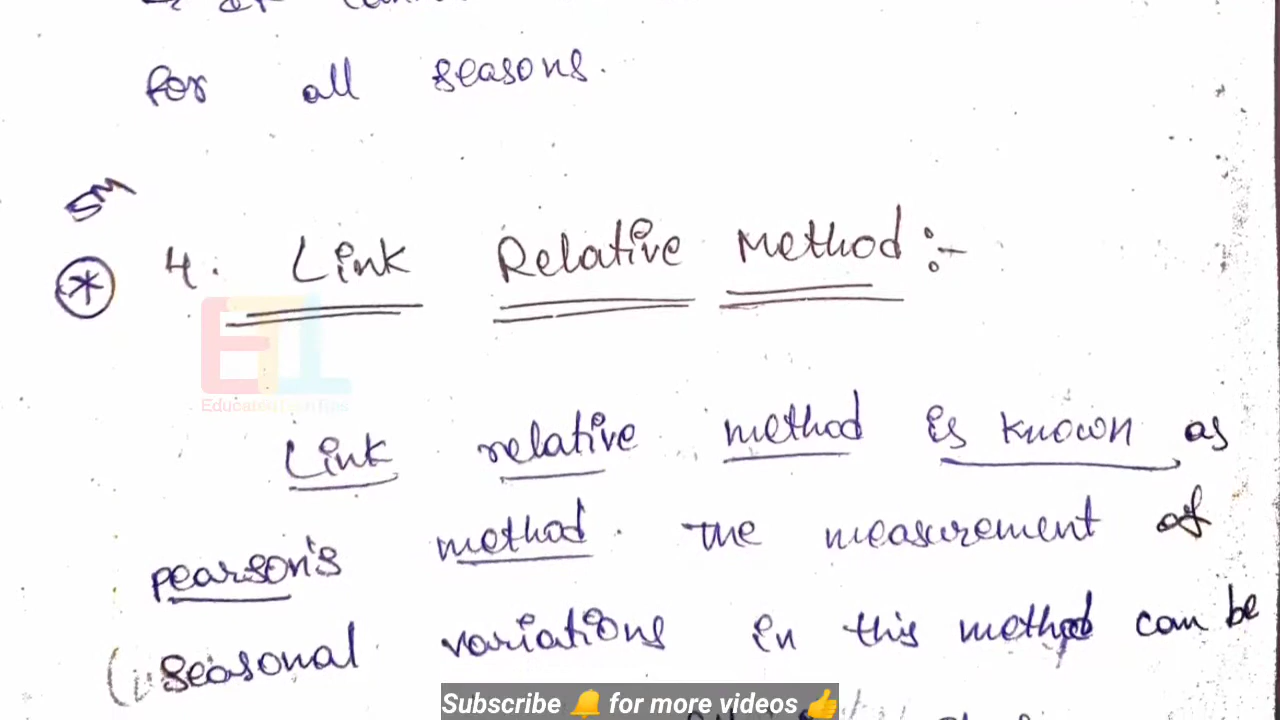 for all seasons.
5M
* 4. Link Relative Method :-
Link relative method is known as
pearson's method. The measurement of
seasonal variations in this method can be
Subscribe 🔔 for more videos 👍